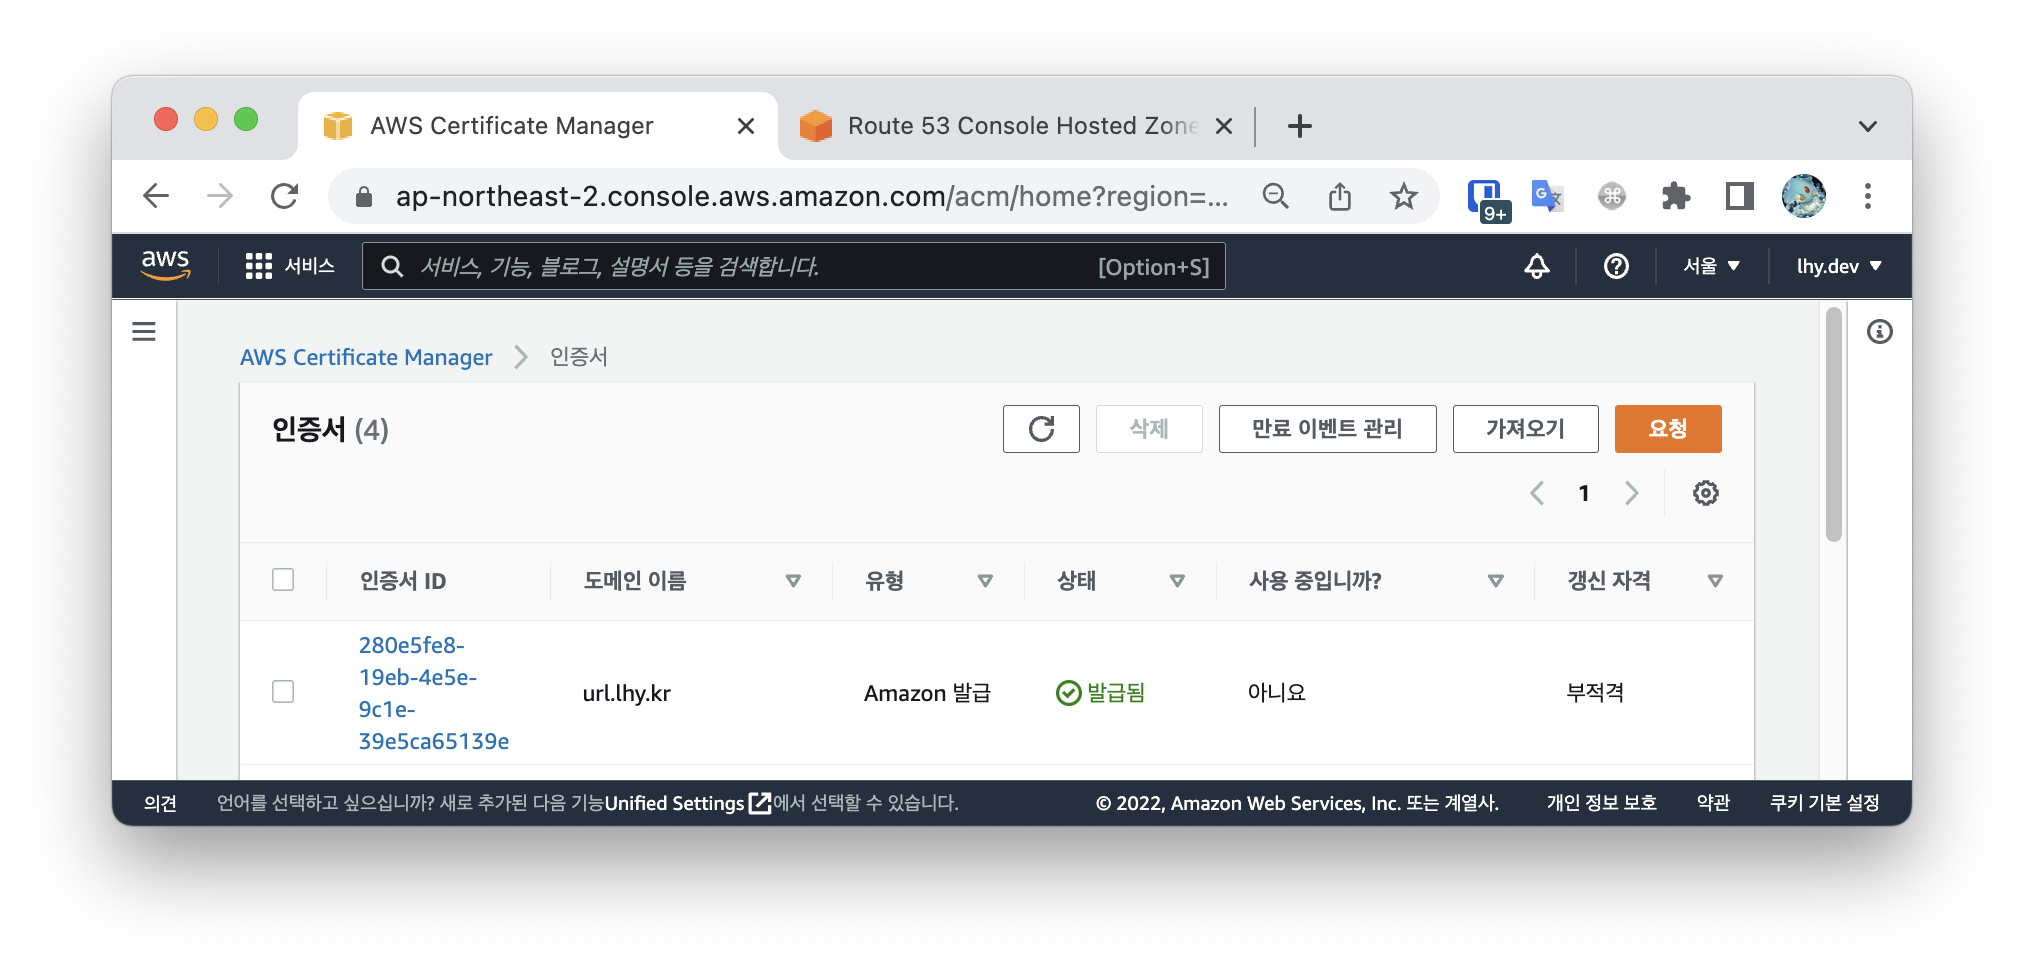 AWS Certificate Manager
Route 53 Console Hosted Zone
ap-northeast-2.console.aws.amazon.com/acm/home?region=...
9+
G
aws
서비스
서비스, 기능, 블로그, 설명서 등을 검색합니다.
[Option+S]
서울
lhy.dev
AWS Certificate Manager
인증서
인증서 (4)
삭제
만료 이벤트 관리
가져오기
요청
1
인증서 ID
도메인 이름
유형
상태
사용 중입니까?
갱신 자격
280e5fe8-
19eb-4e5e-
9c1e-
39e5ca65139e
url.lhy.kr
Amazon 발급
발급됨
아니요
부적격
의견
언어를 선택하고 싶으십니까? 새로 추가된 다음 기능Unified Settings에서 선택할 수 있습니다.
© 2022, Amazon Web Services, Inc. 또는 계열사.
개인 정보 보호
약관
쿠키 기본 설정